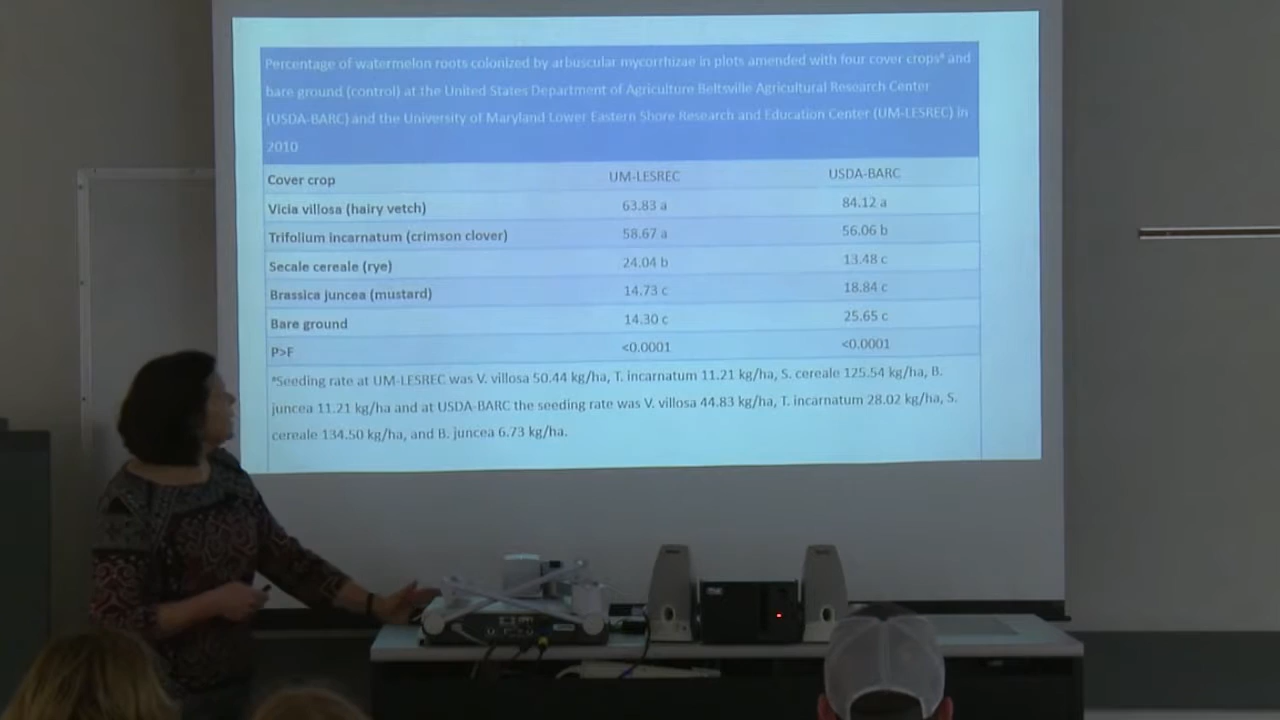 Percentage of watermelon roots colonized by arbuscular mycorrhizae in plots amended with four cover cropsᵃ and
bare ground (control) at the United States Department of Agriculture Beltsville Agricultural Research Center
(USDA-BARC) and the University of Maryland Lower Eastern Shore Research and Education Center (UM-LESREC) in
2010
Cover crop UM-LESREC USDA-BARC
Vicia villosa (hairy vetch) 63.83 a 84.12 a
Trifolium incarnatum (crimson clover) 58.67 a 56.06 b
Secale cereale (rye) 24.04 b 13.48 c
Brassica juncea (mustard) 14.73 c 18.84 c
Bare ground 14.30 c 25.65 c
P>F <0.0001 <0.0001
ᵃSeeding rate at UM-LESREC was V. villosa 50.44 kg/ha, T. incarnatum 11.21 kg/ha, S. cereale 125.54 kg/ha, B.
juncea 11.21 kg/ha and at USDA-BARC the seeding rate was V. villosa 44.83 kg/ha, T. incarnatum 28.02 kg/ha, S.
cereale 134.50 kg/ha, and B. juncea 6.73 kg/ha.